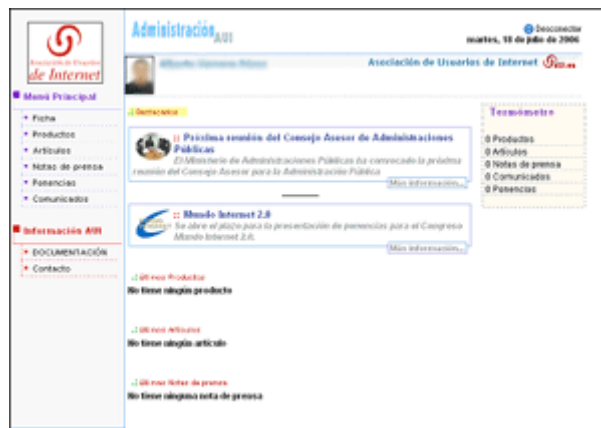 Administración AUI
Desconectar
martes, 18 de julio de 2006
Asociación de Usuarios
de Internet
Asociación de Usuarios de Internet
Menú Principal
Ficha
Productos
Artículos
Notas de prensa
Ponencias
Comunicados
Información AUI
DOCUMENTACIÓN
Contacto
Destacados
:: Próxima reunión del Consejo Asesor de Administraciones
Públicas
El Ministerio de Administraciones Públicas ha convocado la próxima
reunión del Consejo Asesor para la Administración Pública
Más información...
:: Mundo Internet 2.0
Se abre el plazo para la presentación de ponencias para el Congreso
Mundo Internet 2.0.
Más información...
Últimos Productos
No tiene ningún producto
Últimos Artículos
No tiene ningún artículo
Últimas Notas de prensa
No tiene ninguna nota de prensa
Termómetro
0 Productos
0 Artículos
0 Notas de prensa
0 Comunicados
0 Ponencias